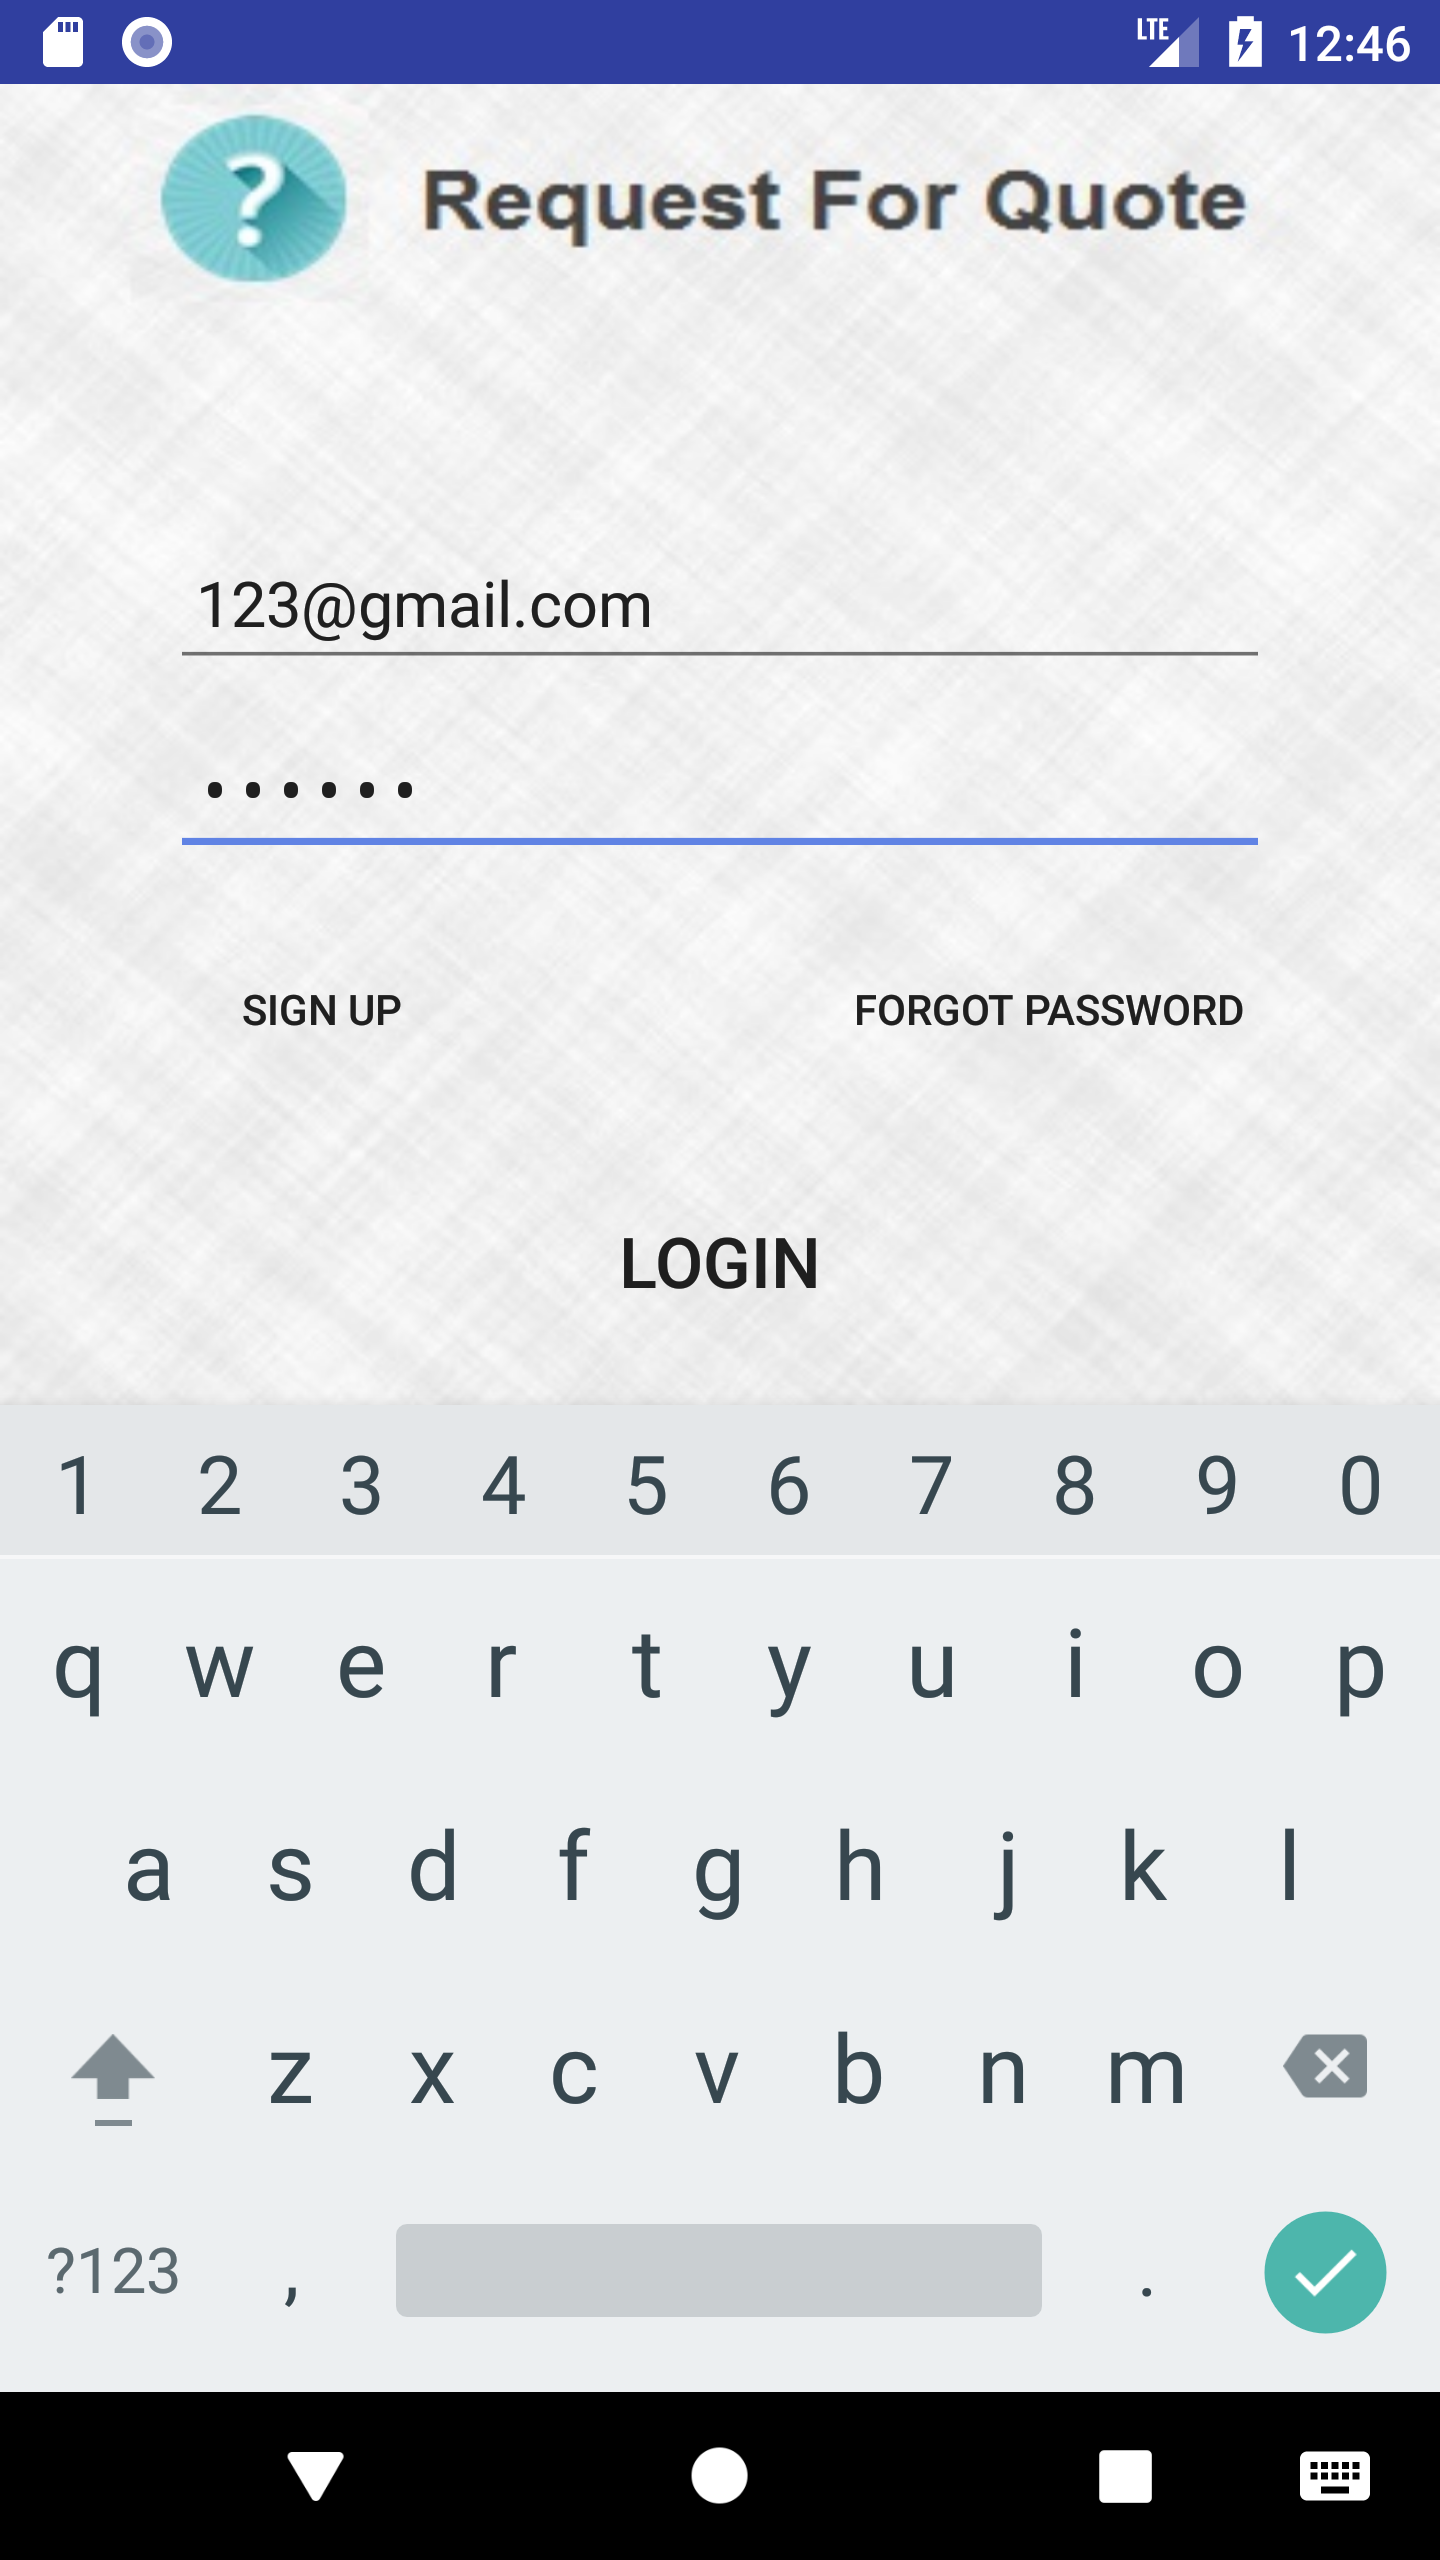 LTE 12:46
? Request For Quote
123@gmail.com
••••••
SIGN UP FORGOT PASSWORD
LOGIN
1 2 3 4 5 6 7 8 9 0
q w e r t y u i o p
a s d f g h j k l
z x c v b n m
?123 , .